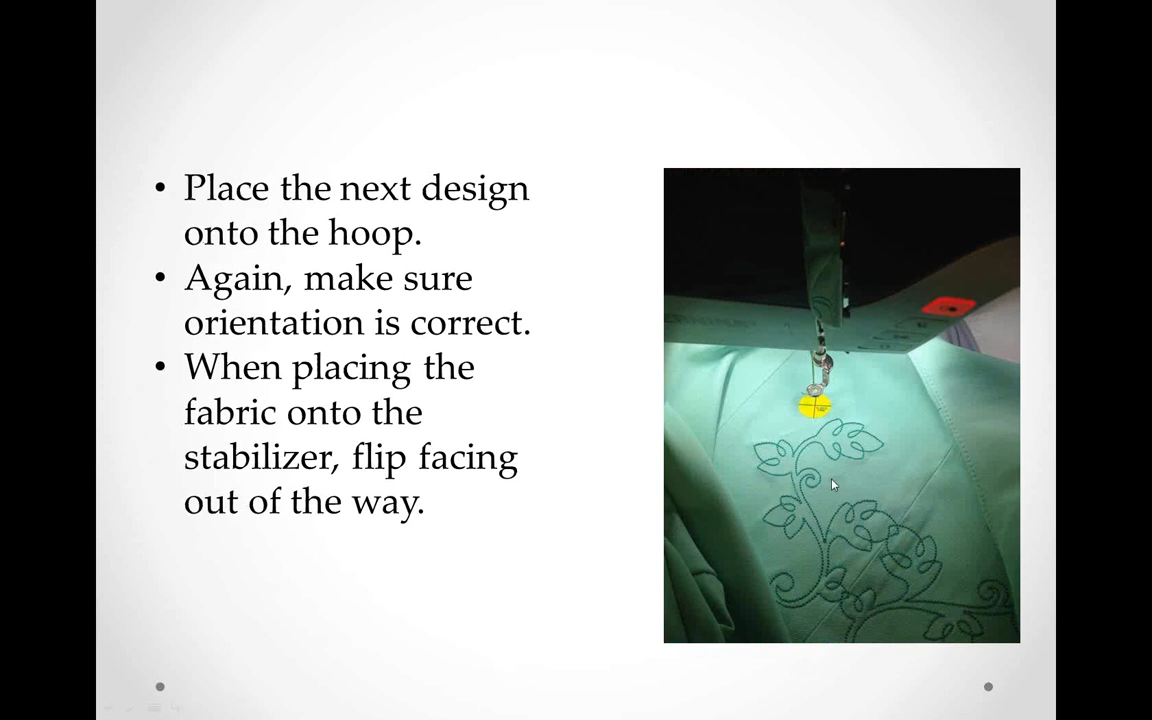 • Place the next design
onto the hoop.
• Again, make sure
orientation is correct.
• When placing the
fabric onto the
stabilizer, flip facing
out of the way.